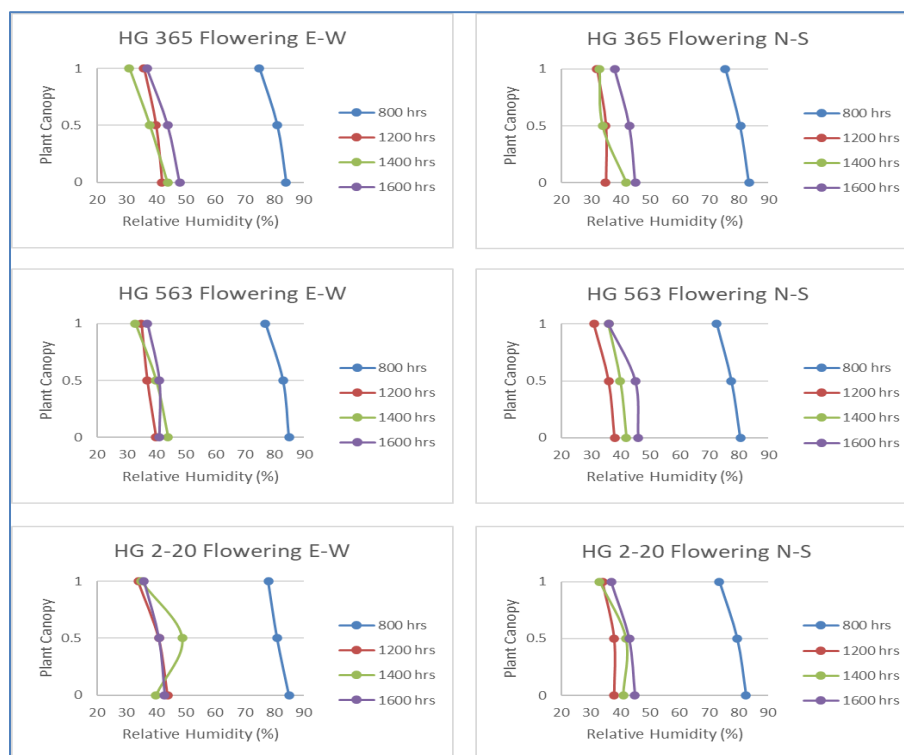 HG 365 Flowering E-W
1
0.5
0
Plant Canopy
20 30 40 50 60 70 80 90
Relative Humidity (%)
800 hrs
1200 hrs
1400 hrs
1600 hrs
HG 365 Flowering N-S
1
0.5
0
Plant Canopy
20 30 40 50 60 70 80 90
Relative Humidity (%)
800 hrs
1200 hrs
1400 hrs
1600 hrs
HG 563 Flowering E-W
1
0.5
0
Plant Canopy
20 30 40 50 60 70 80 90
Relative Humidity (%)
800 hrs
1200 hrs
1400 hrs
1600 hrs
HG 563 Flowering N-S
1
0.5
0
Plant Canopy
20 30 40 50 60 70 80 90
Relative Humidity (%)
800 hrs
1200 hrs
1400 hrs
1600 hrs
HG 2-20 Flowering E-W
1
0.5
0
Plant Canopy
20 30 40 50 60 70 80 90
Relative Humidity (%)
800 hrs
1200 hrs
1400 hrs
1600 hrs
HG 2-20 Flowering N-S
1
0.5
0
Plant Canopy
20 30 40 50 60 70 80 90
Relative Humidity (%)
800 hrs
1200 hrs
1400 hrs
1600 hrs